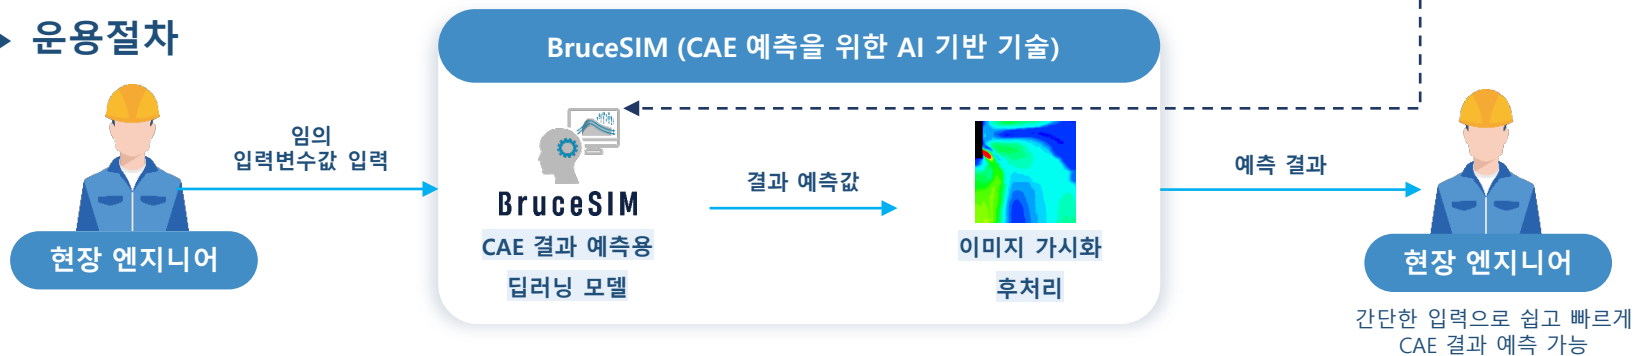 운용절차
BruceSIM (CAE 예측을 위한 AI 기반 기술)
임의
입력변수값 입력
현장 엔지니어
BruceSIM
CAE 결과 예측용
딥러닝 모델
결과 예측값
이미지 가시화
후처리
예측 결과
현장 엔지니어
간단한 입력으로 쉽고 빠르게
CAE 결과 예측 가능